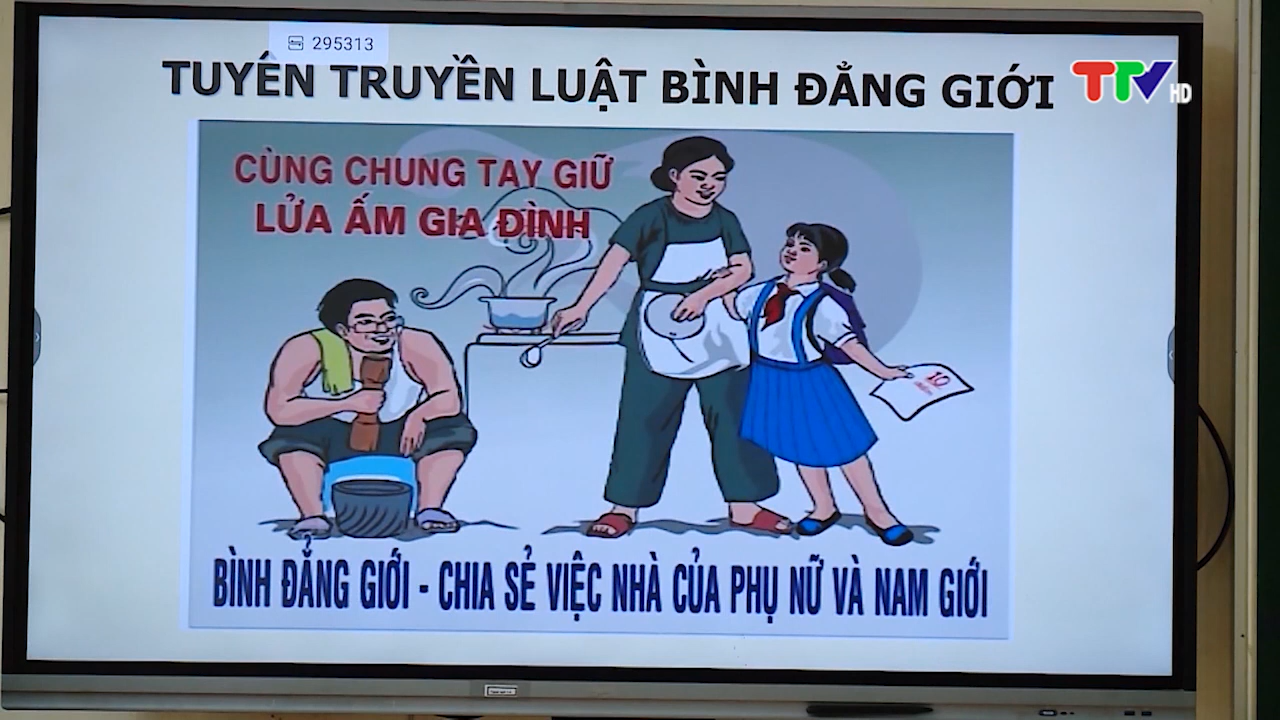 295313
TUYÊN TRUYỀN LUẬT BÌNH ĐẲNG GIỚI
TTV HD
CÙNG CHUNG TAY GIỮ
LỬA ẤM GIA ĐÌNH
10
BÌNH ĐẲNG GIỚI - CHIA SẺ VIỆC NHÀ CỦA PHỤ NỮ VÀ NAM GIỚI